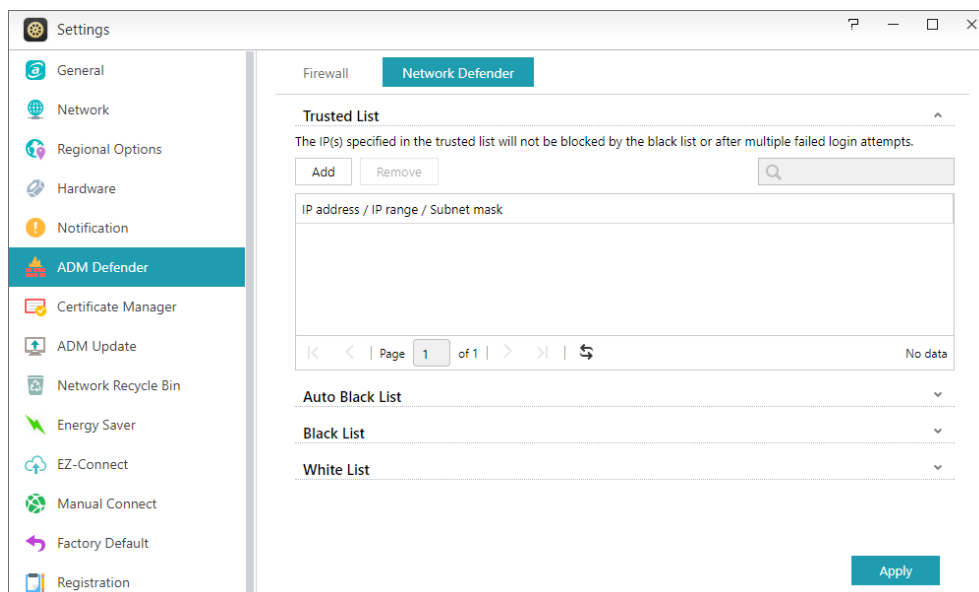 Settings
General
Network
Regional Options
Hardware
Notification
ADM Defender
Certificate Manager
ADM Update
Network Recycle Bin
Energy Saver
EZ-Connect
Manual Connect
Factory Default
Registration
Firewall
Network Defender
Trusted List
The IP(s) specified in the trusted list will not be blocked by the black list or after multiple failed login attempts.
Add
Remove
IP address / IP range / Subnet mask
Page 1 of 1
No data
Auto Black List
Black List
White List
Apply